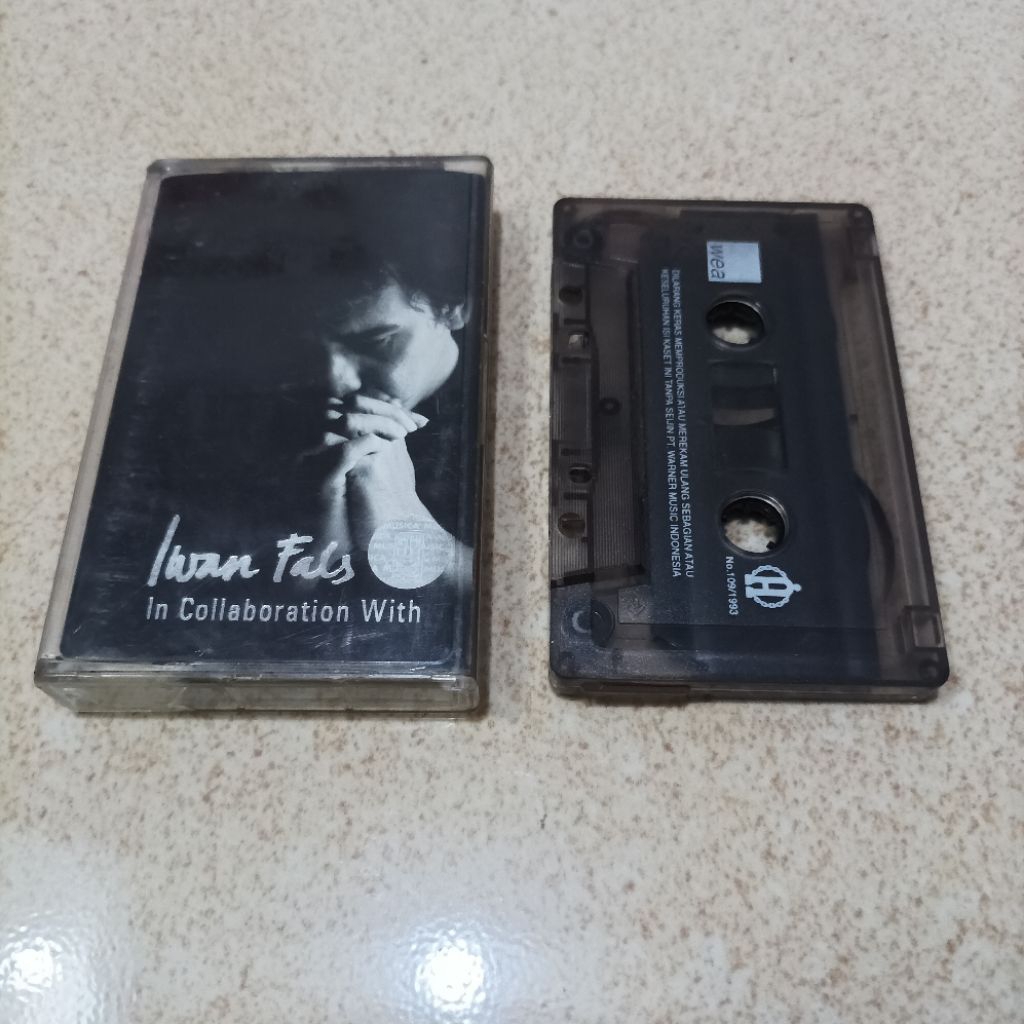 Iwan Fals
In Collaboration With
MUSICA
wea
DILARANG KERAS MEMPRODUKSI ATAU MEREKAM ULANG SEBAGIAN ATAU
KESELURUHAN ISI KASET INI TANPA SEIJIN PT. WARNER MUSIC INDONESIA
No.109/1993